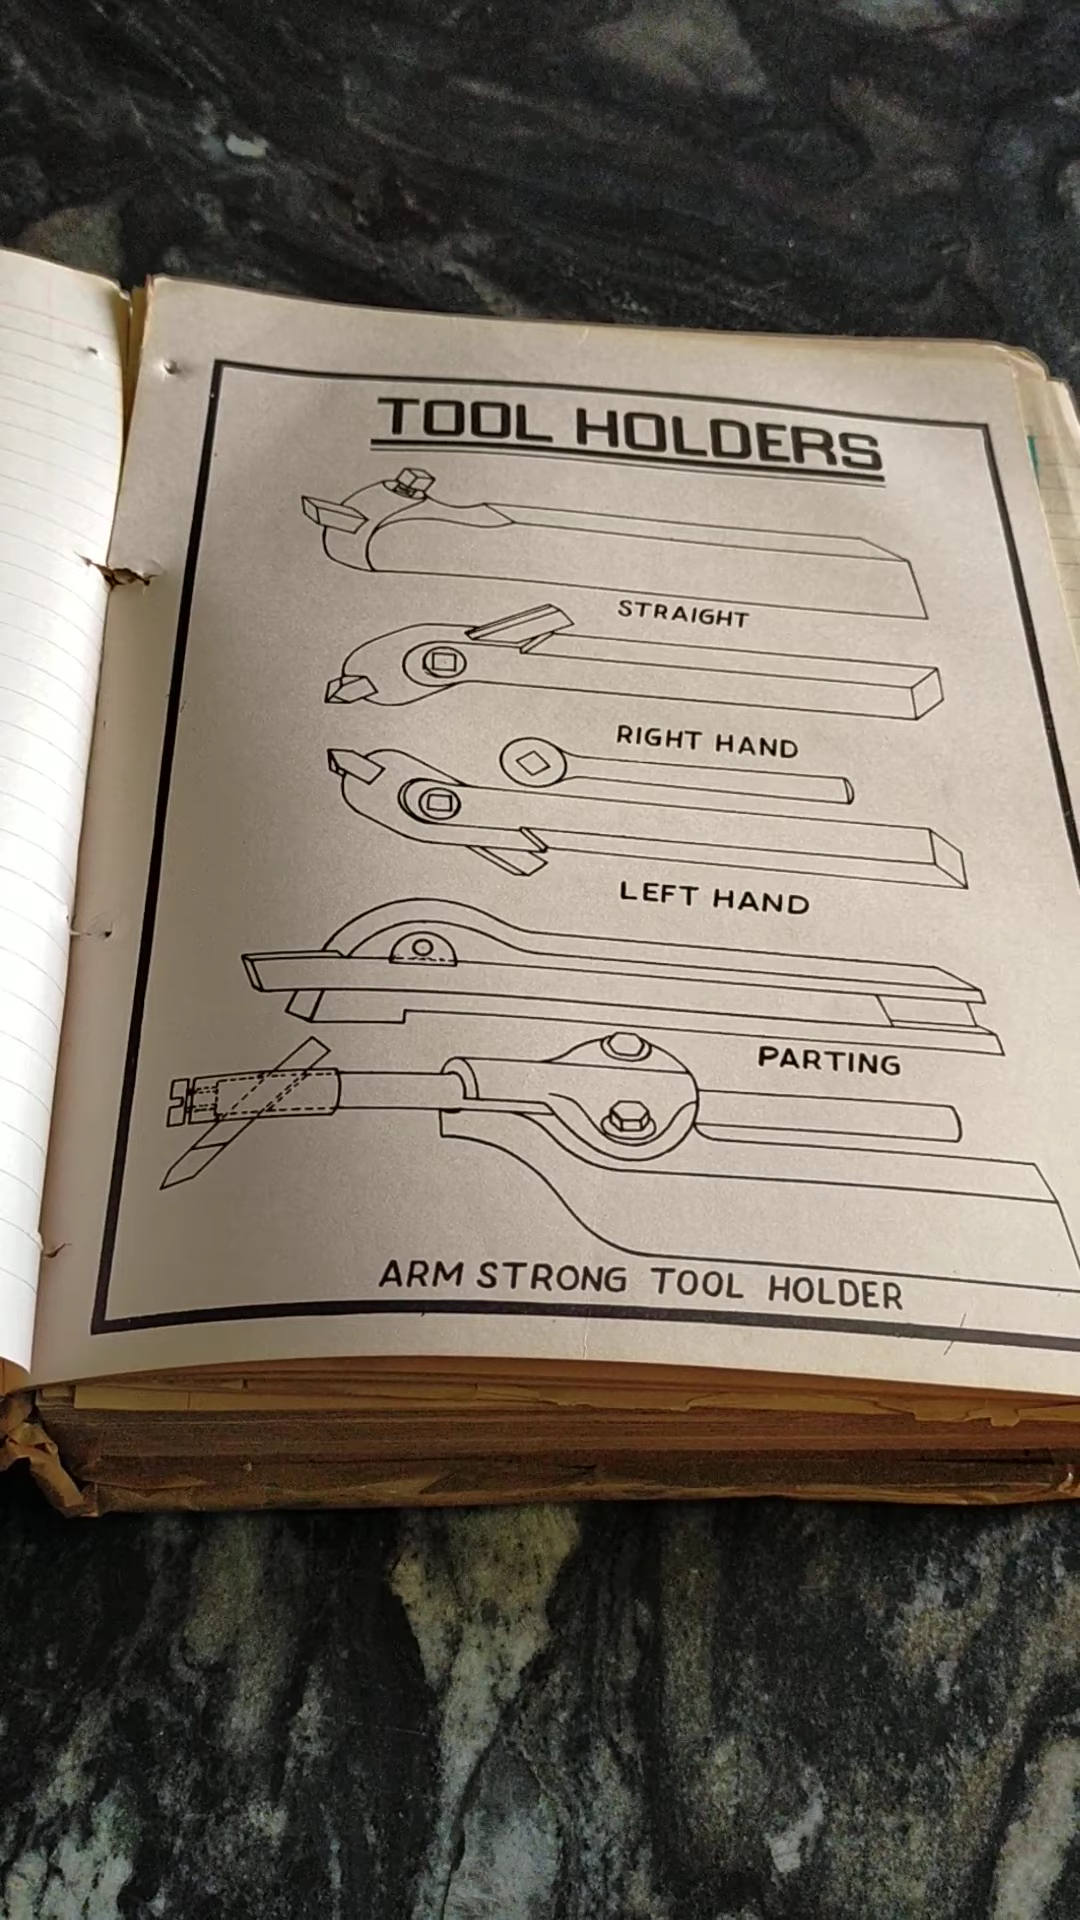 TOOL HOLDERS
STRAIGHT
RIGHT HAND
LEFT HAND
PARTING
ARM STRONG TOOL HOLDER